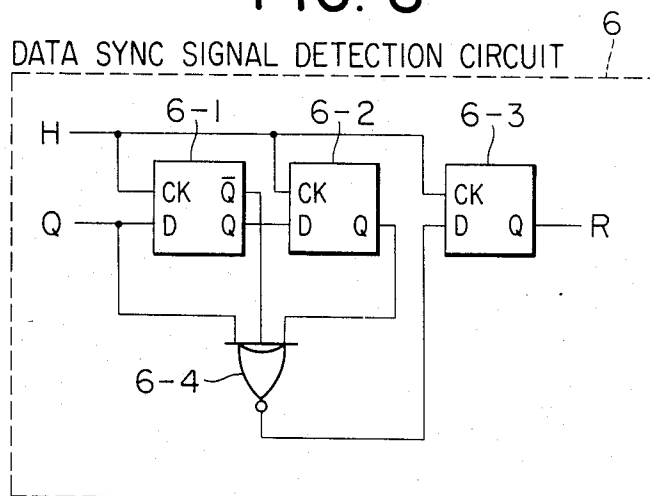 DATA SYNC SIGNAL DETECTION CIRCUIT
6
H
6-1
6-2
6-3
CK Q̅
CK
CK
Q
D Q
D Q
D Q
R
6-4